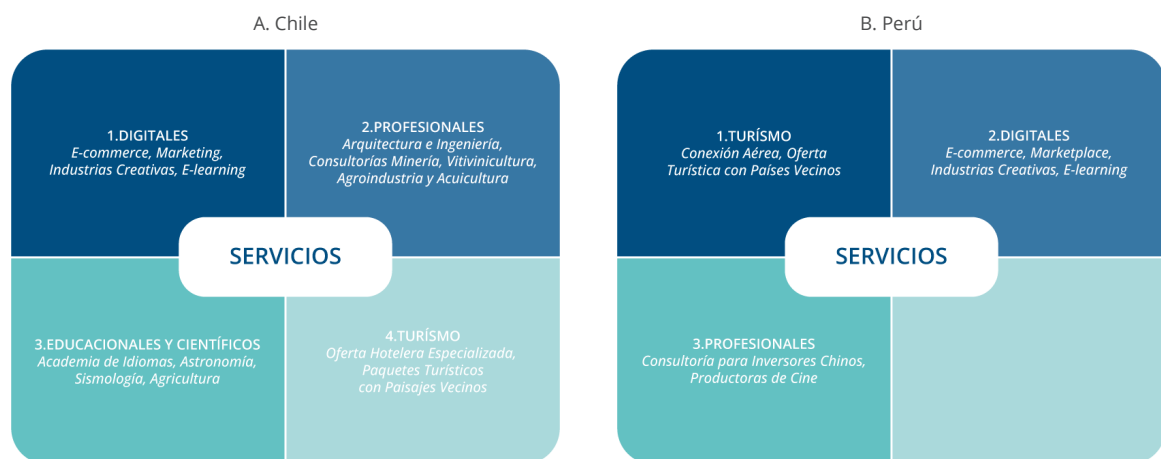 A. Chile
1.DIGITALES
E-commerce, Marketing,
Industrias Creativas, E-learning
2.PROFESIONALES
Arquitectura e Ingeniería,
Consultorías Minería, Vitivinicultura,
Agroindustria y Acuicultura
SERVICIOS
3.EDUCACIONALES Y CIENTÍFICOS
Academia de Idiomas, Astronomía,
Sismología, Agricultura
4.TURÍSMO
Oferta Hotelera Especializada,
Paquetes Turísticos
con Paisajes Vecinos
B. Perú
1.TURÍSMO
Conexión Aérea, Oferta
Turística con Países Vecinos
2.DIGITALES
E-commerce, Marketplace,
Industrias Creativas, E-learning
SERVICIOS
3.PROFESIONALES
Consultoría para Inversores Chinos,
Productoras de Cine